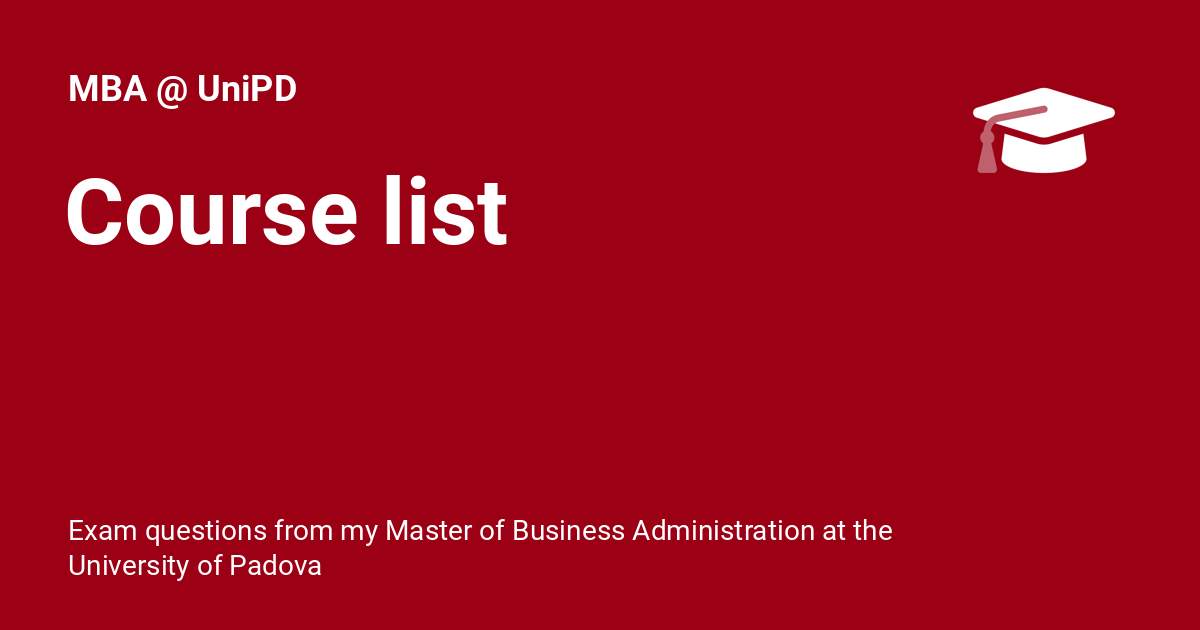 MBA @ UniPD
Course list
Exam questions from my Master of Business Administration at the
University of Padova